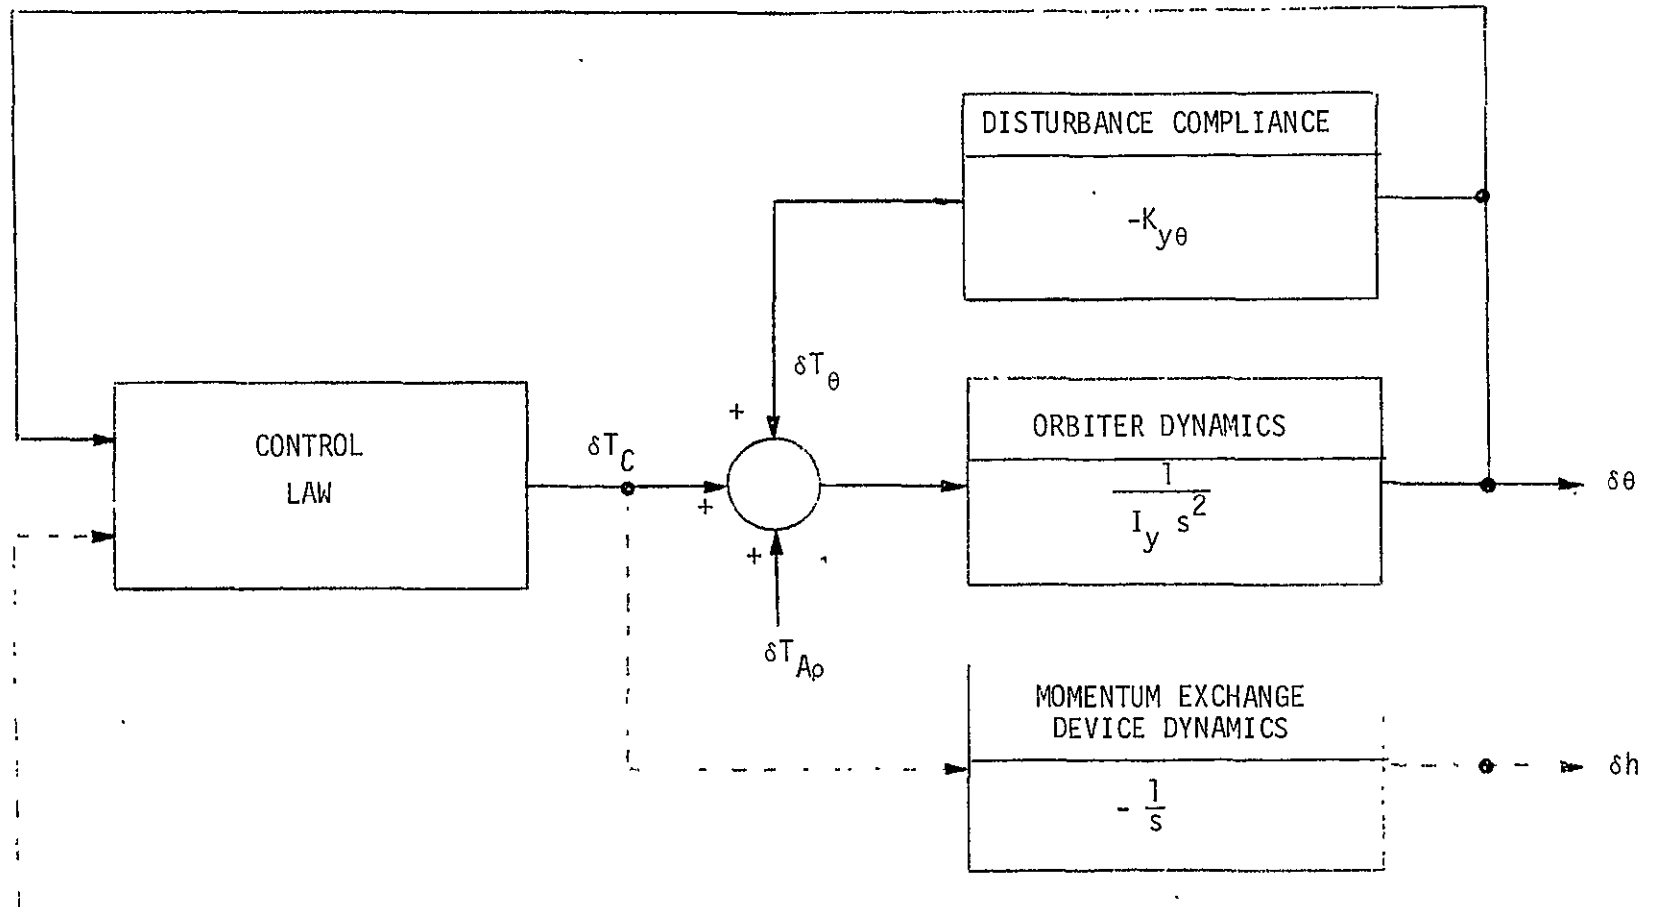 DISTURBANCE COMPLIANCE
-K_yθ
δT_θ
+
CONTROL
LAW
δT_C
+
+
δT_Aρ
ORBITER DYNAMICS
1
I_y s^2
δθ
MOMENTUM EXCHANGE
DEVICE DYNAMICS
- 1
s
δh